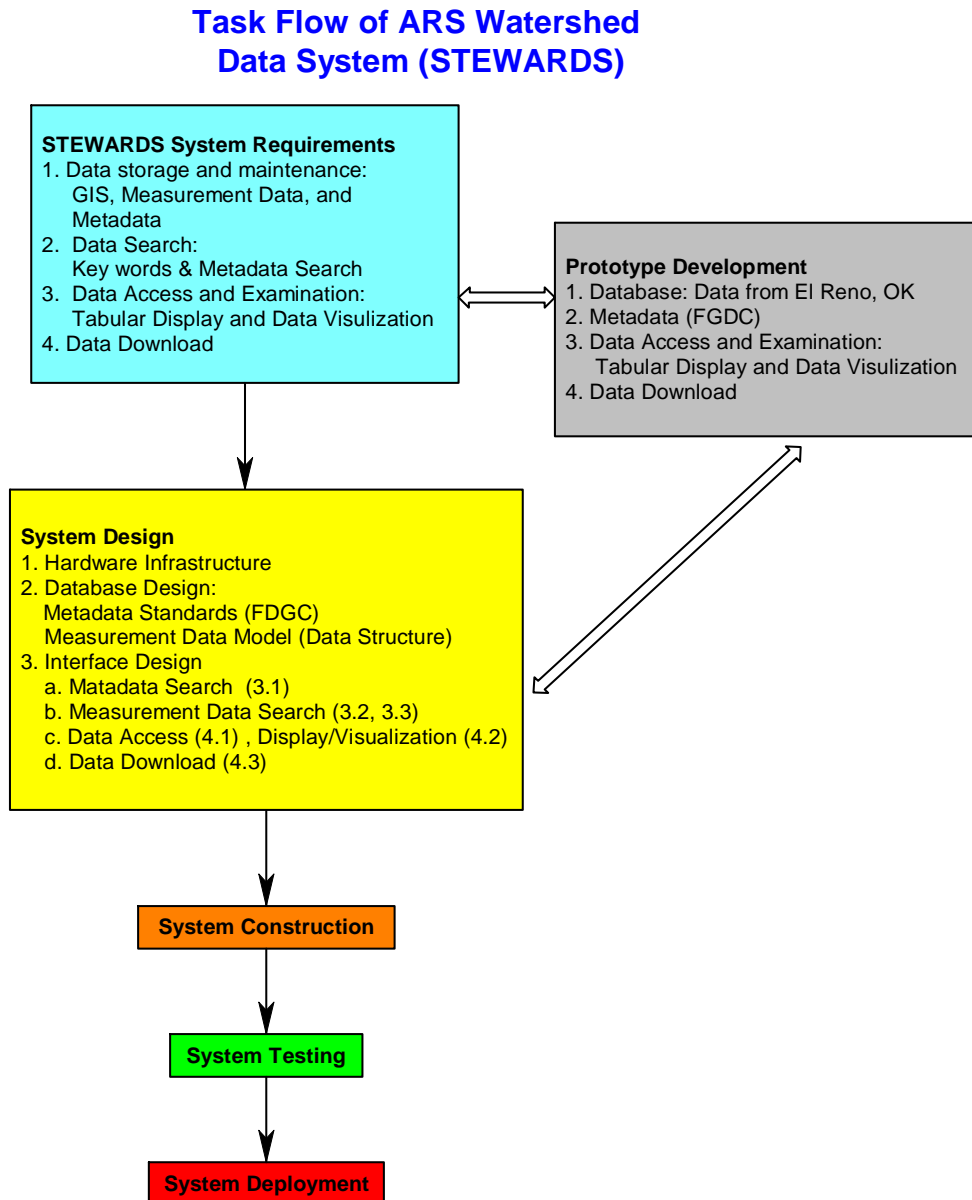 Task Flow of ARS Watershed
Data System (STEWARDS)
STEWARDS System Requirements
1. Data storage and maintenance:
GIS, Measurement Data, and
Metadata
2. Data Search:
Key words & Metadata Search
3. Data Access and Examination:
Tabular Display and Data Visulization
4. Data Download
Prototype Development
1. Database: Data from El Reno, OK
2. Metadata (FGDC)
3. Data Access and Examination:
Tabular Display and Data Visulization
4. Data Download
System Design
1. Hardware Infrastructure
2. Database Design:
Metadata Standards (FDGC)
Measurement Data Model (Data Structure)
3. Interface Design
a. Matadata Search (3.1)
b. Measurement Data Search (3.2, 3.3)
c. Data Access (4.1) , Display/Visualization (4.2)
d. Data Download (4.3)
System Construction
System Testing
System Deployment